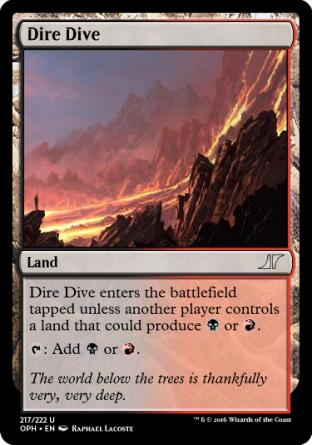 Dire Dive
Land
Dire Dive enters the battlefield
tapped unless another player controls
a land that could produce or .
: Add or .
The world below the trees is thankfully
very, very deep.
217/222 U
OPH • EN Raphael Lacoste
™ & © 2016 Wizards of the Coast